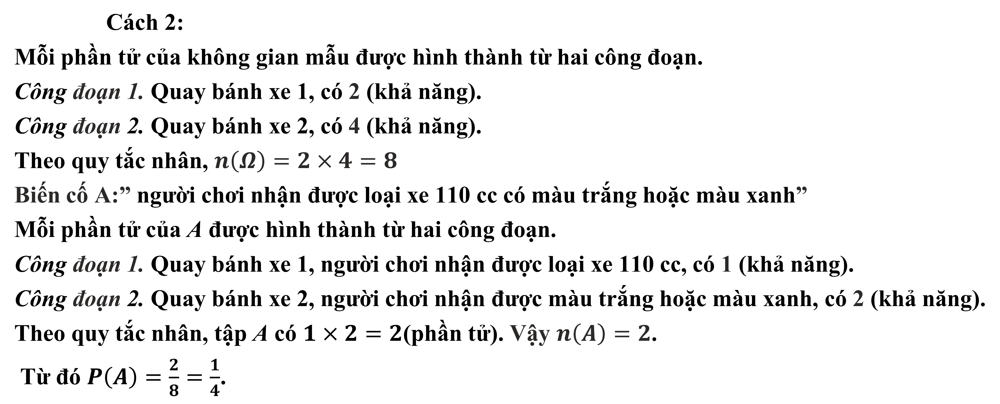 Cách 2:
Mỗi phần tử của không gian mẫu được hình thành từ hai công đoạn.
Công đoạn 1. Quay bánh xe 1, có 2 (khả năng).
Công đoạn 2. Quay bánh xe 2, có 4 (khả năng).
Theo quy tắc nhân, n(Ω) = 2 × 4 = 8
Biến cố A:” người chơi nhận được loại xe 110 cc có màu trắng hoặc màu xanh”
Mỗi phần tử của A được hình thành từ hai công đoạn.
Công đoạn 1. Quay bánh xe 1, người chơi nhận được loại xe 110 cc, có 1 (khả năng).
Công đoạn 2. Quay bánh xe 2, người chơi nhận được màu trắng hoặc màu xanh, có 2 (khả năng).
Theo quy tắc nhân, tập A có 1 × 2 = 2(phần tử). Vậy n(A) = 2.
Từ đó P(A) = 2/8 = 1/4.